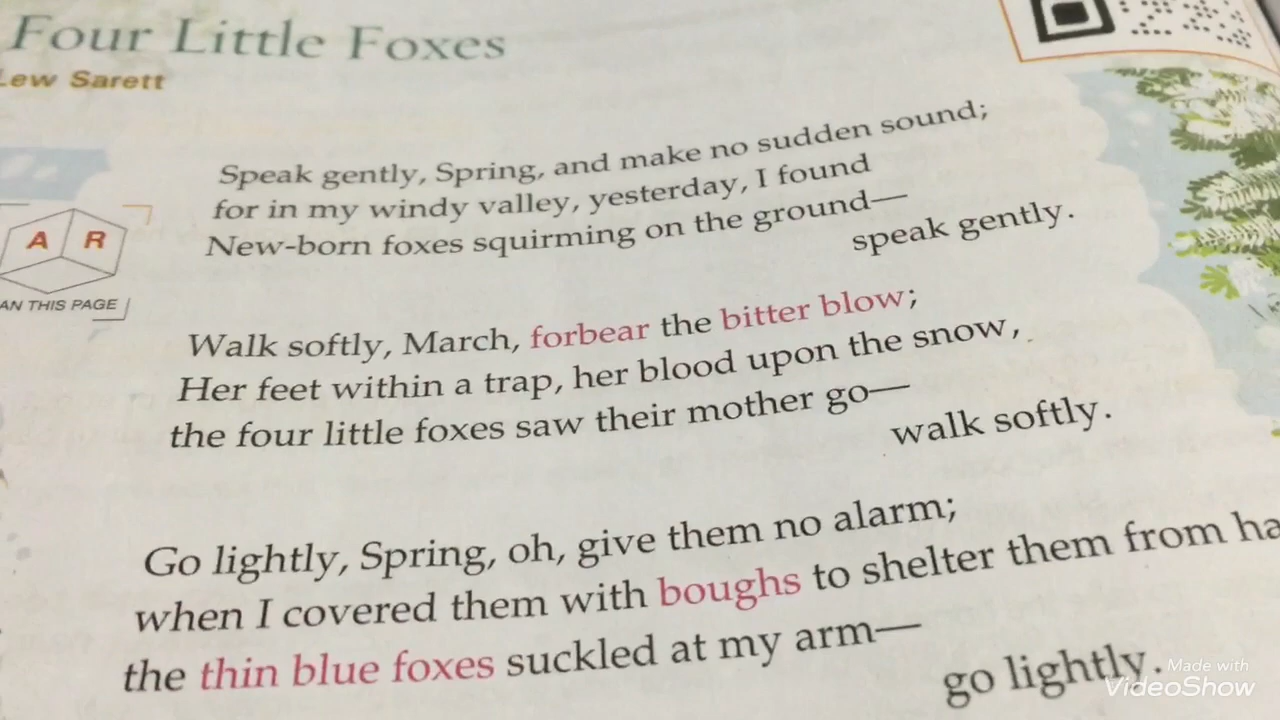 Four Little Foxes
Lew Sarett
Speak gently, Spring, and make no sudden sound;
for in my windy valley, yesterday, I found
New-born foxes squirming on the ground—
speak gently.
A R
AN THIS PAGE
Walk softly, March, forbear the bitter blow;
Her feet within a trap, her blood upon the snow,
the four little foxes saw their mother go—
walk softly.
Go lightly, Spring, oh, give them no alarm;
when I covered them with boughs to shelter them from ha
the thin blue foxes suckled at my arm—
go lightly.
Made with
VideoShow